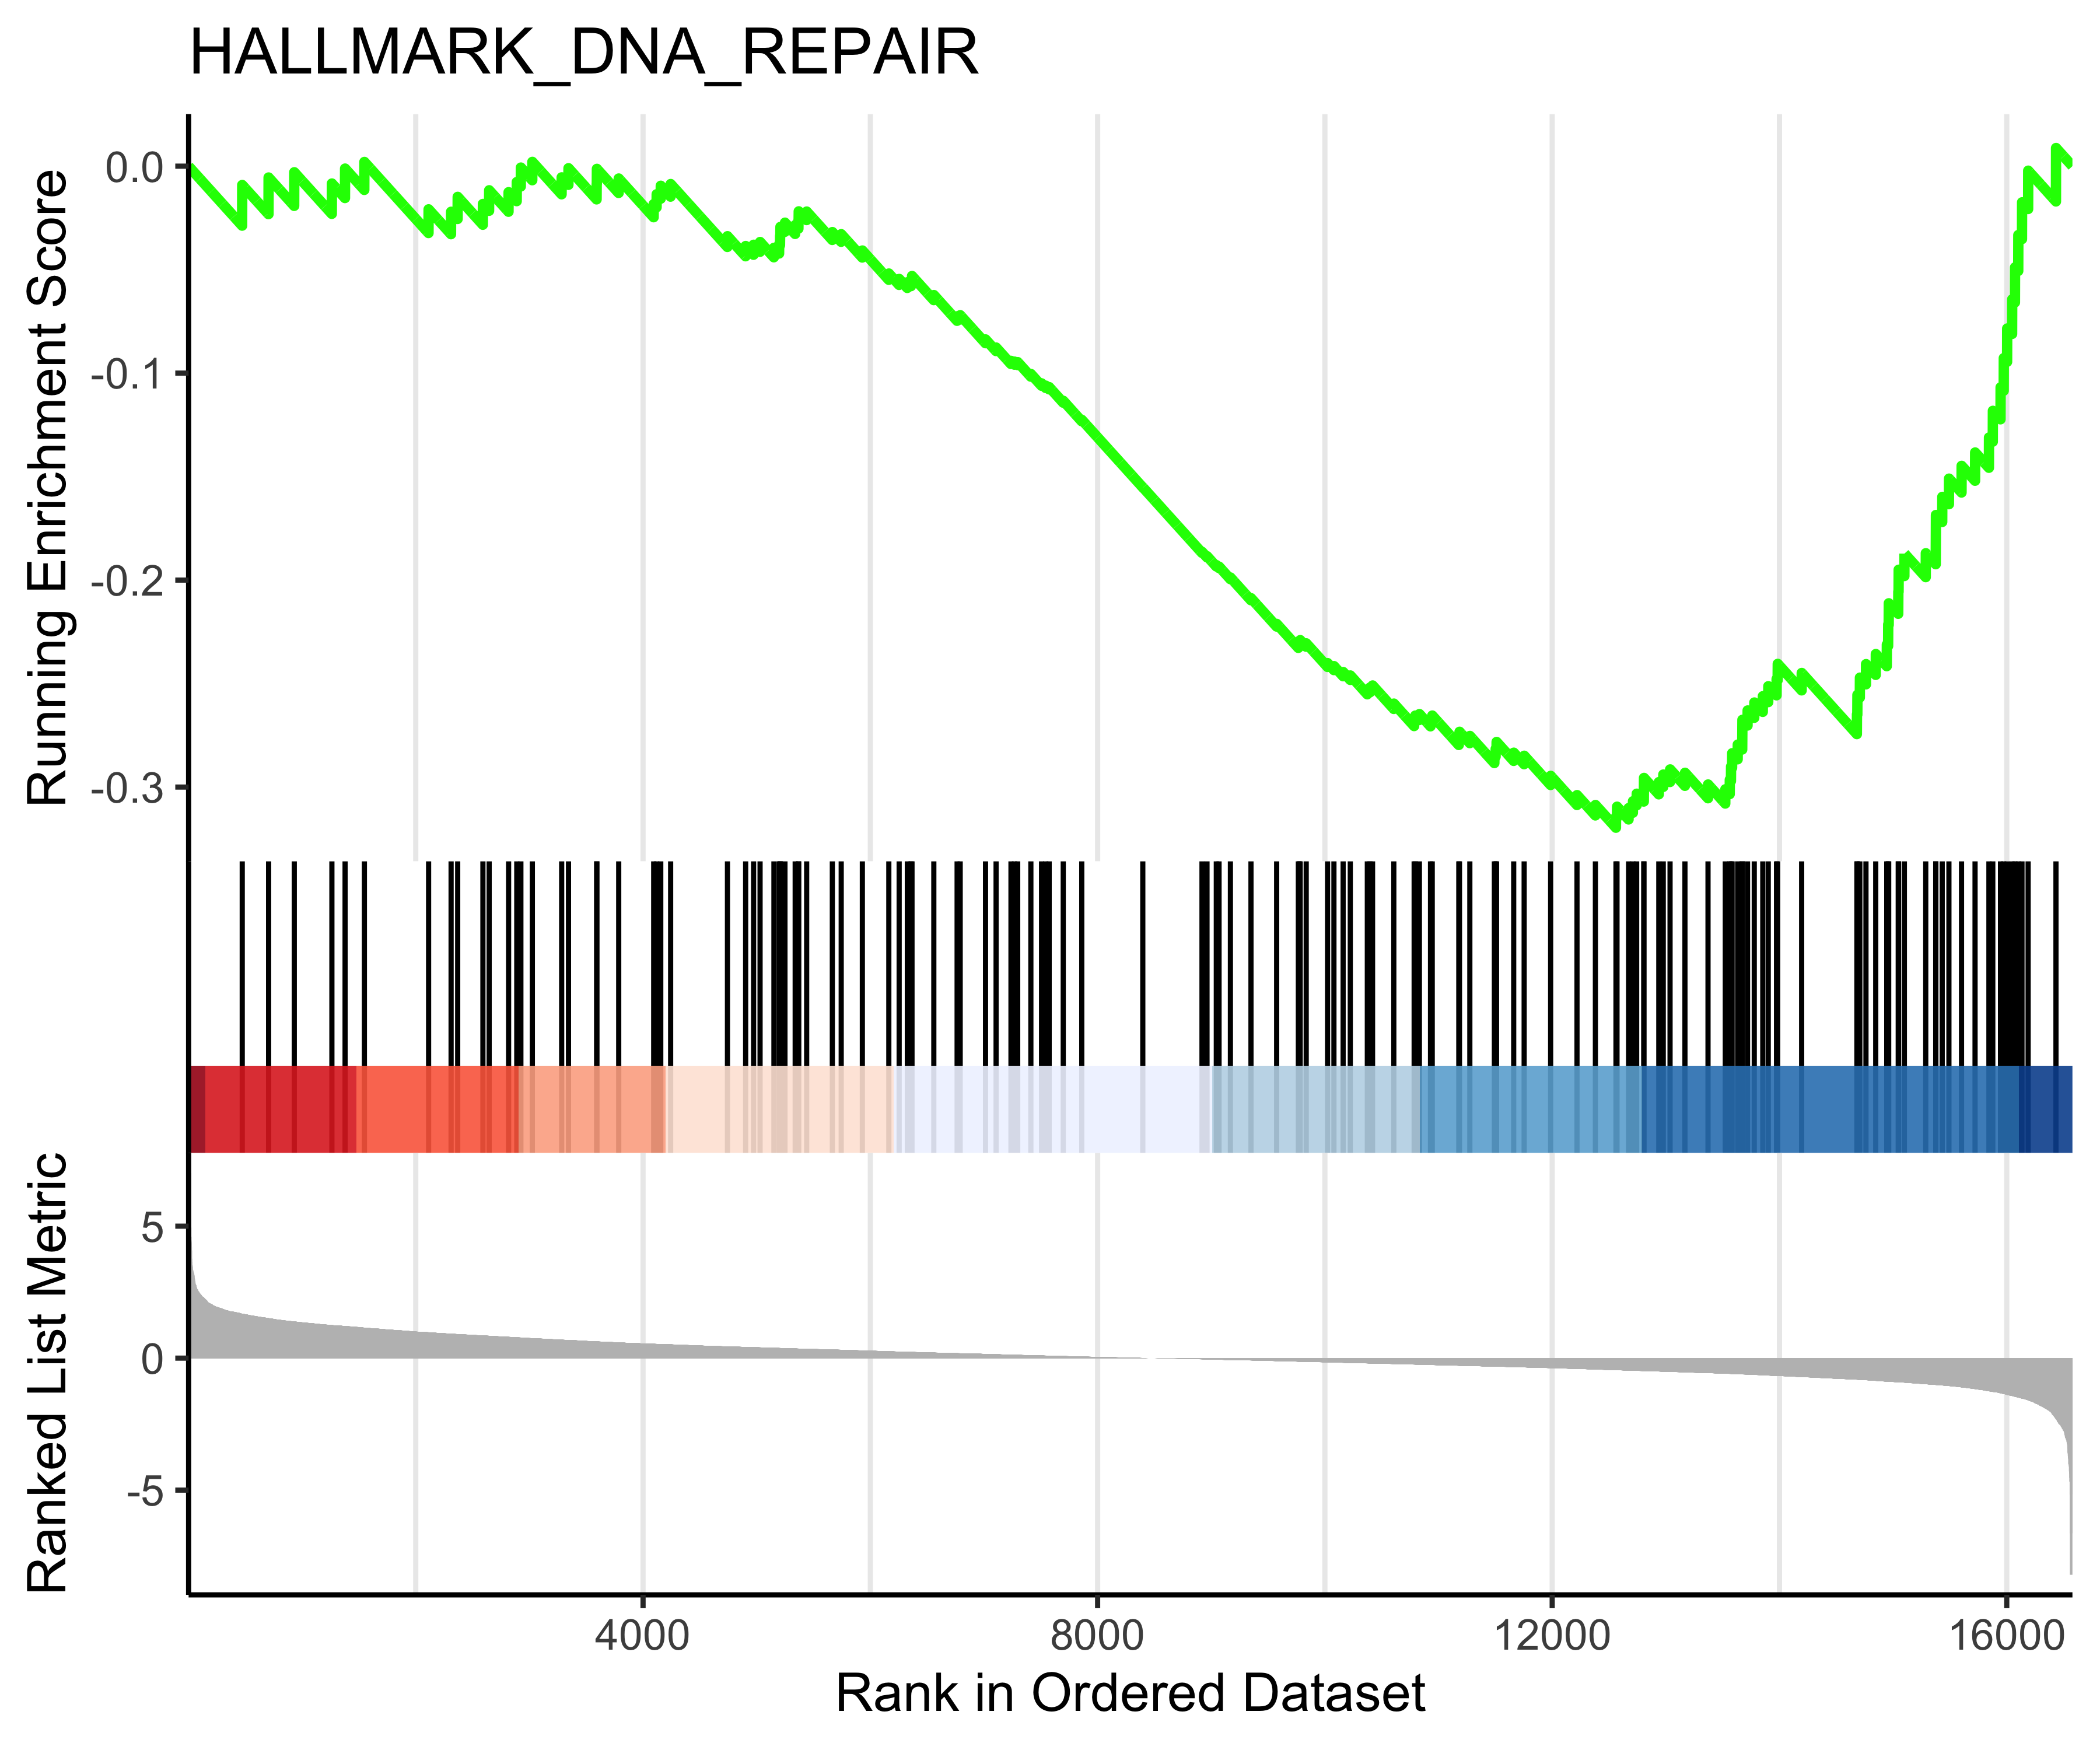 HALLMARK_DNA_REPAIR
Running Enrichment Score
0.0
-0.1
-0.2
-0.3
Ranked List Metric
5
0
-5
4000 8000 12000 16000
Rank in Ordered Dataset